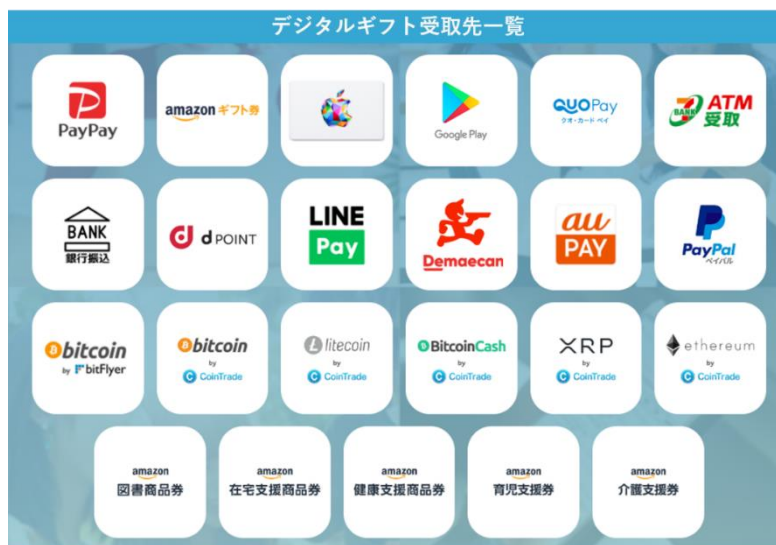 デジタルギフト受取先一覧
PayPay
amazon ギフト券
Google Play
QUOPay
クオ・カード ペイ
7 BANK ATM 受取
BANK
銀行振込
d d POINT
LINE
Pay
Demaecan
au
PAY
PayPal
ペイパル
bitcoin
by bitFlyer
bitcoin
by
CoinTrade
litecoin
by
CoinTrade
BitcoinCash
by
CoinTrade
XRP
by
CoinTrade
ethereum
by
CoinTrade
amazon
図書商品券
amazon
在宅支援商品券
amazon
健康支援商品券
amazon
育児支援券
amazon
介護支援券